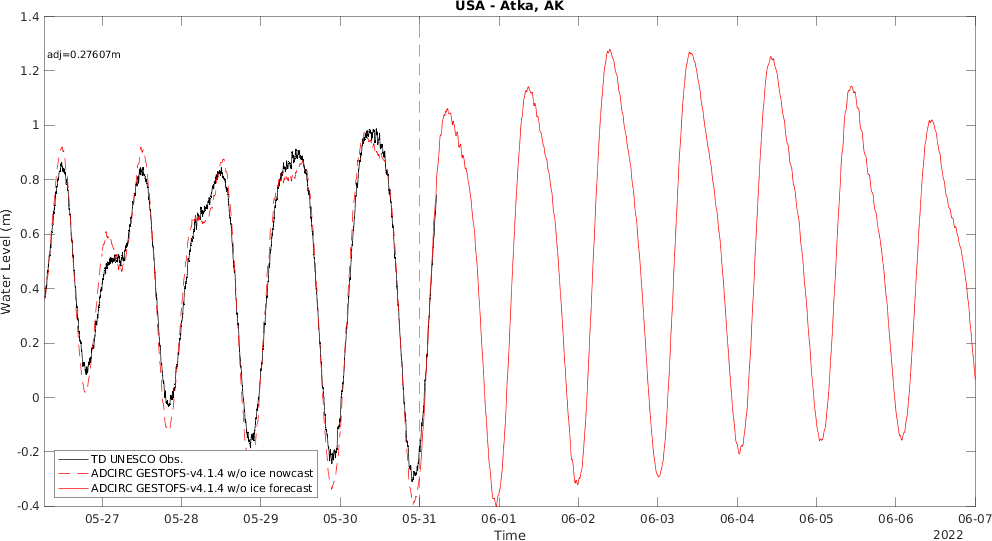 USA - Atka, AK
adj=0.27607m
Water Level (m)
1.4
1.2
1
0.8
0.6
0.4
0.2
0
-0.2
-0.4
TD UNESCO Obs.
ADCIRC GESTOFS-v4.1.4 w/o ice nowcast
ADCIRC GESTOFS-v4.1.4 w/o ice forecast
05-27 05-28 05-29 05-30 05-31 06-01 06-02 06-03 06-04 06-05 06-06 06-07
Time
2022